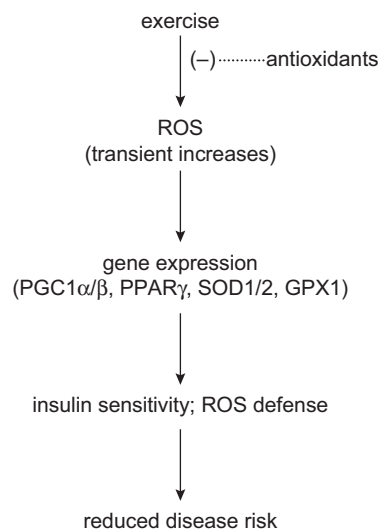 exercise
(–)··········antioxidants
ROS
(transient increases)
gene expression
(PGC1α/β, PPARγ, SOD1/2, GPX1)
insulin sensitivity; ROS defense
reduced disease risk